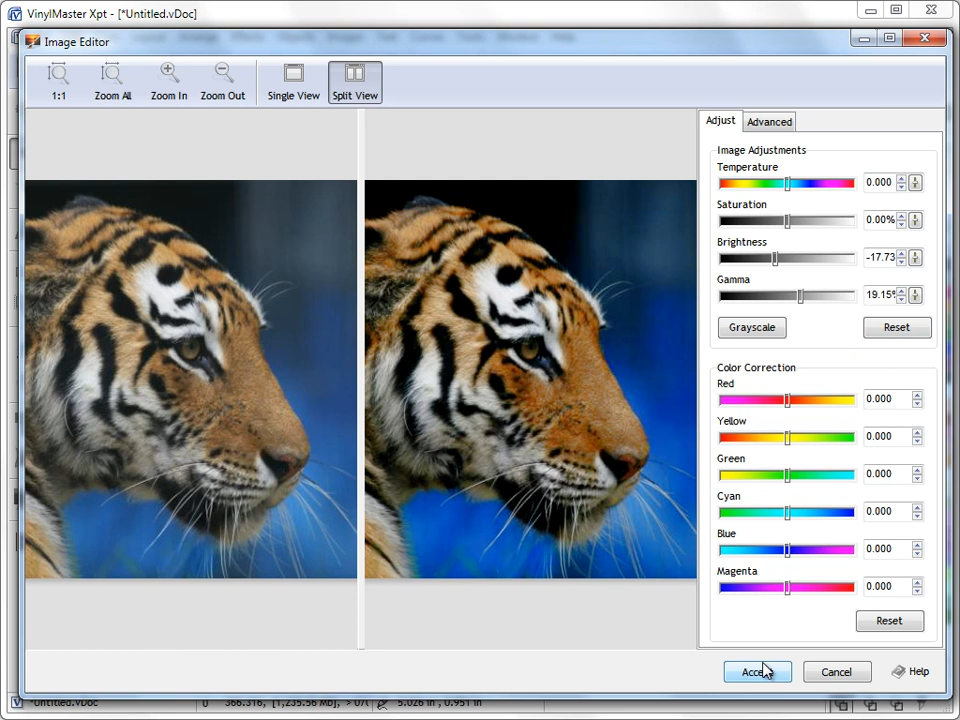 VinylMaster Xpt - [*Untitled.vDoc]
Image Editor
1:1
Zoom All
Zoom In
Zoom Out
Single View
Split View
Adjust
Advanced
Image Adjustments
Temperature
0.000
Saturation
0.00%
Brightness
-17.73
Gamma
19.15%
Grayscale
Reset
Color Correction
Red
0.000
Yellow
0.000
Green
0.000
Cyan
0.000
Blue
0.000
Magenta
0.000
Reset
Cancel
Help